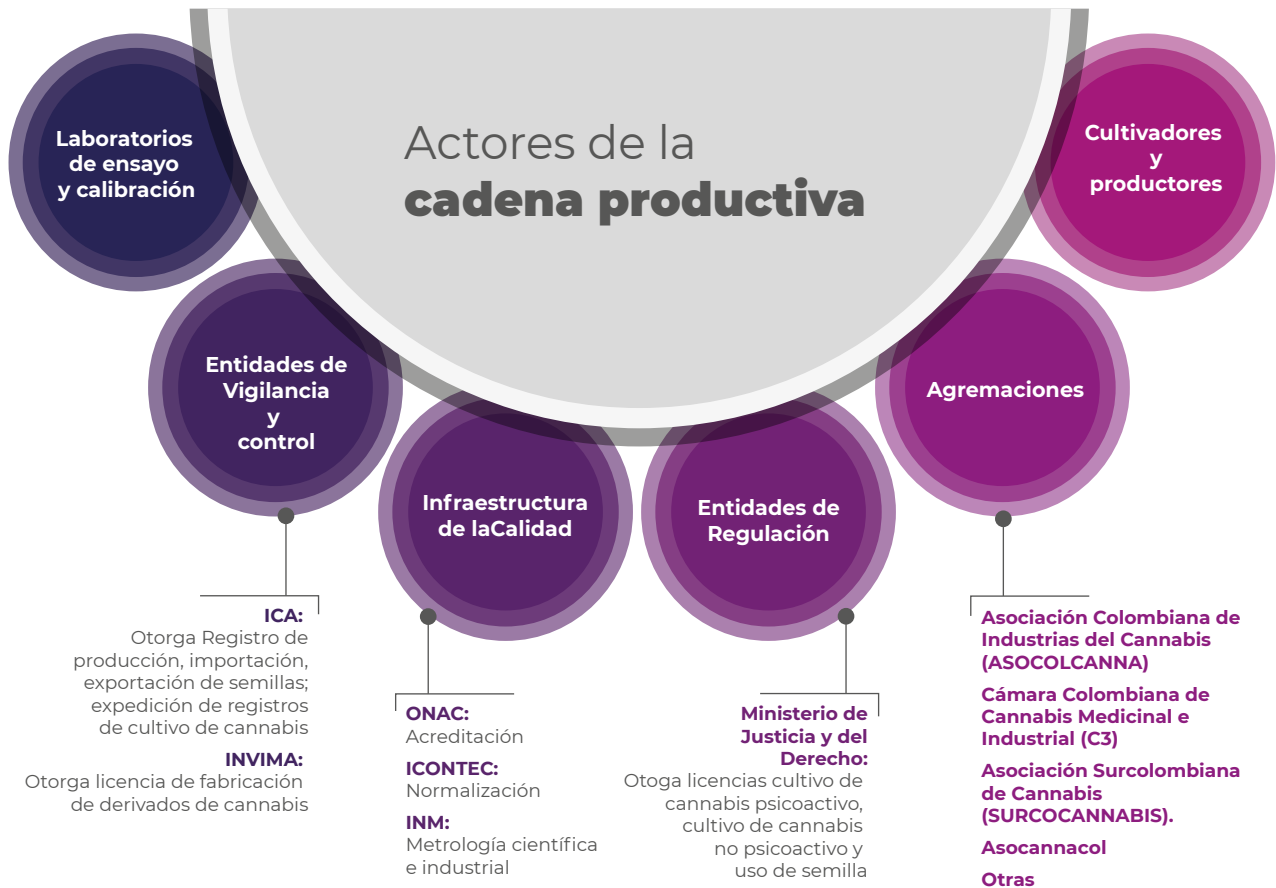 Actores de la
cadena productiva
Laboratorios
de ensayo
y calibración
Entidades de
Vigilancia
y
control
Infraestructura
de laCalidad
Entidades de
Regulación
Agremaciones
Cultivadores
y
productores
ICA:
Otorga Registro de
producción, importación,
exportación de semillas;
expedición de registros
de cultivo de cannabis
INVIMA:
Otorga licencia de fabricación
de derivados de cannabis
ONAC:
Acreditación
ICONTEC:
Normalización
INM:
Metrología científica
e industrial
Ministerio de
Justicia y del
Derecho:
Otoga licencias cultivo de
cannabis psicoactivo,
cultivo de cannabis
no psicoactivo y
uso de semilla
Asociación Colombiana de
Industrias del Cannabis
(ASOCOLCANNA)
Cámara Colombiana de
Cannabis Medicinal e
Industrial (C3)
Asociación Surcolombiana
de Cannabis
(SURCOCANNABIS).
Asocannacol
Otras